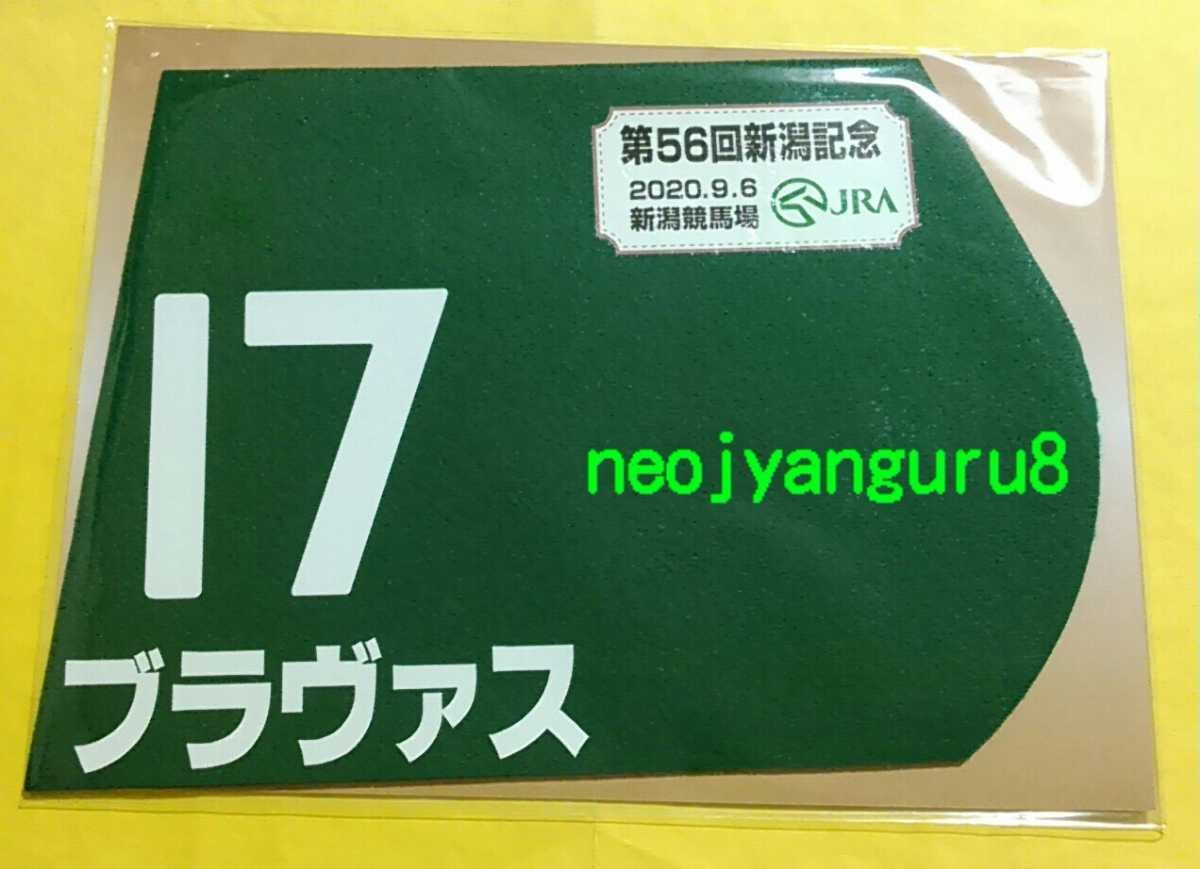 第56回新潟記念
2020.9.6
新潟競馬場
JRA
17
neojyanguru8
ブラヴァス